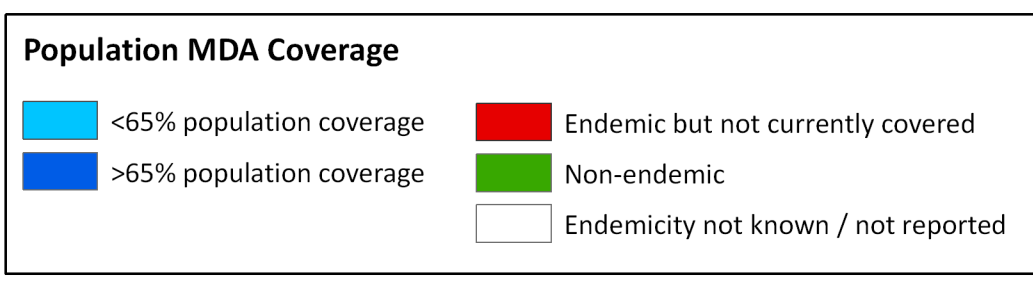 Population MDA Coverage
<65% population coverage
>65% population coverage
Endemic but not currently covered
Non-endemic
Endemicity not known / not reported